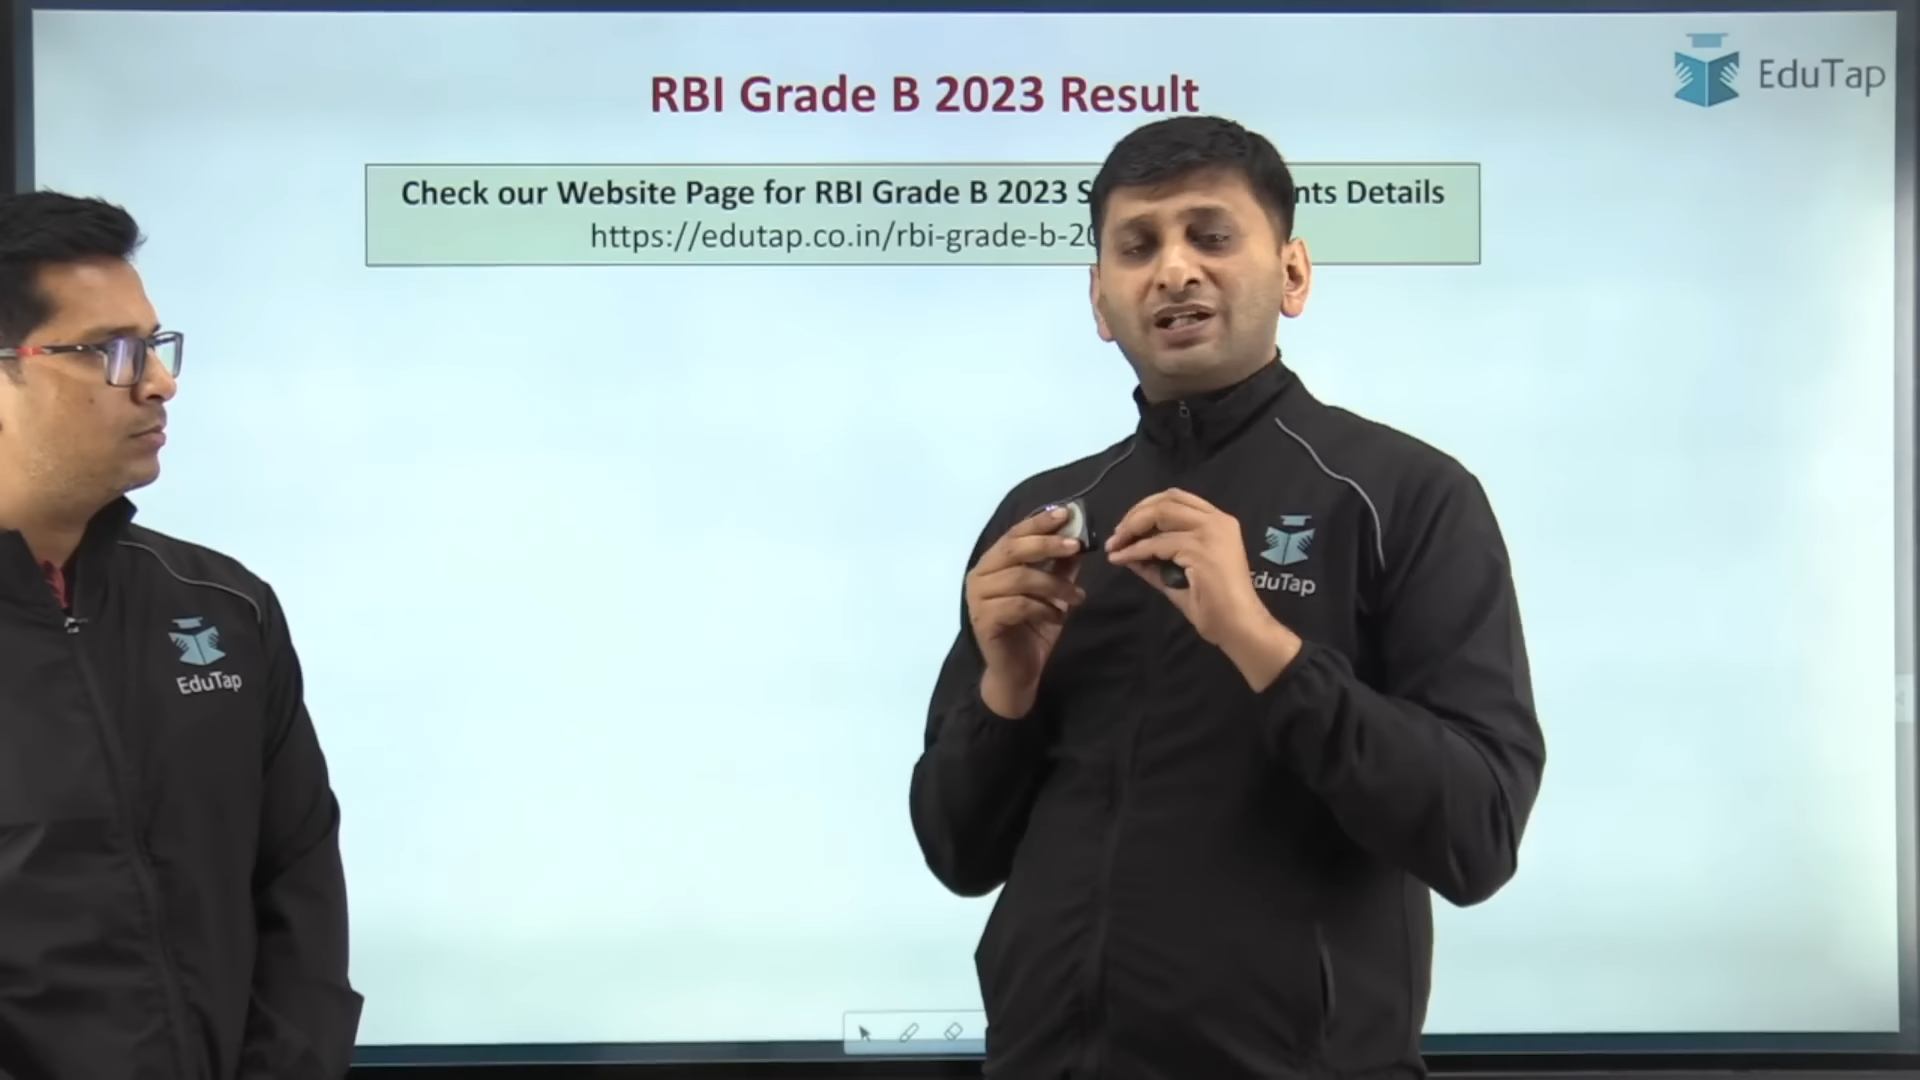 RBI Grade B 2023 Result
EduTap
Check our Website Page for RBI Grade B 2023 S nts Details
https://edutap.co.in/rbi-grade-b-20
EduTap
EduTap